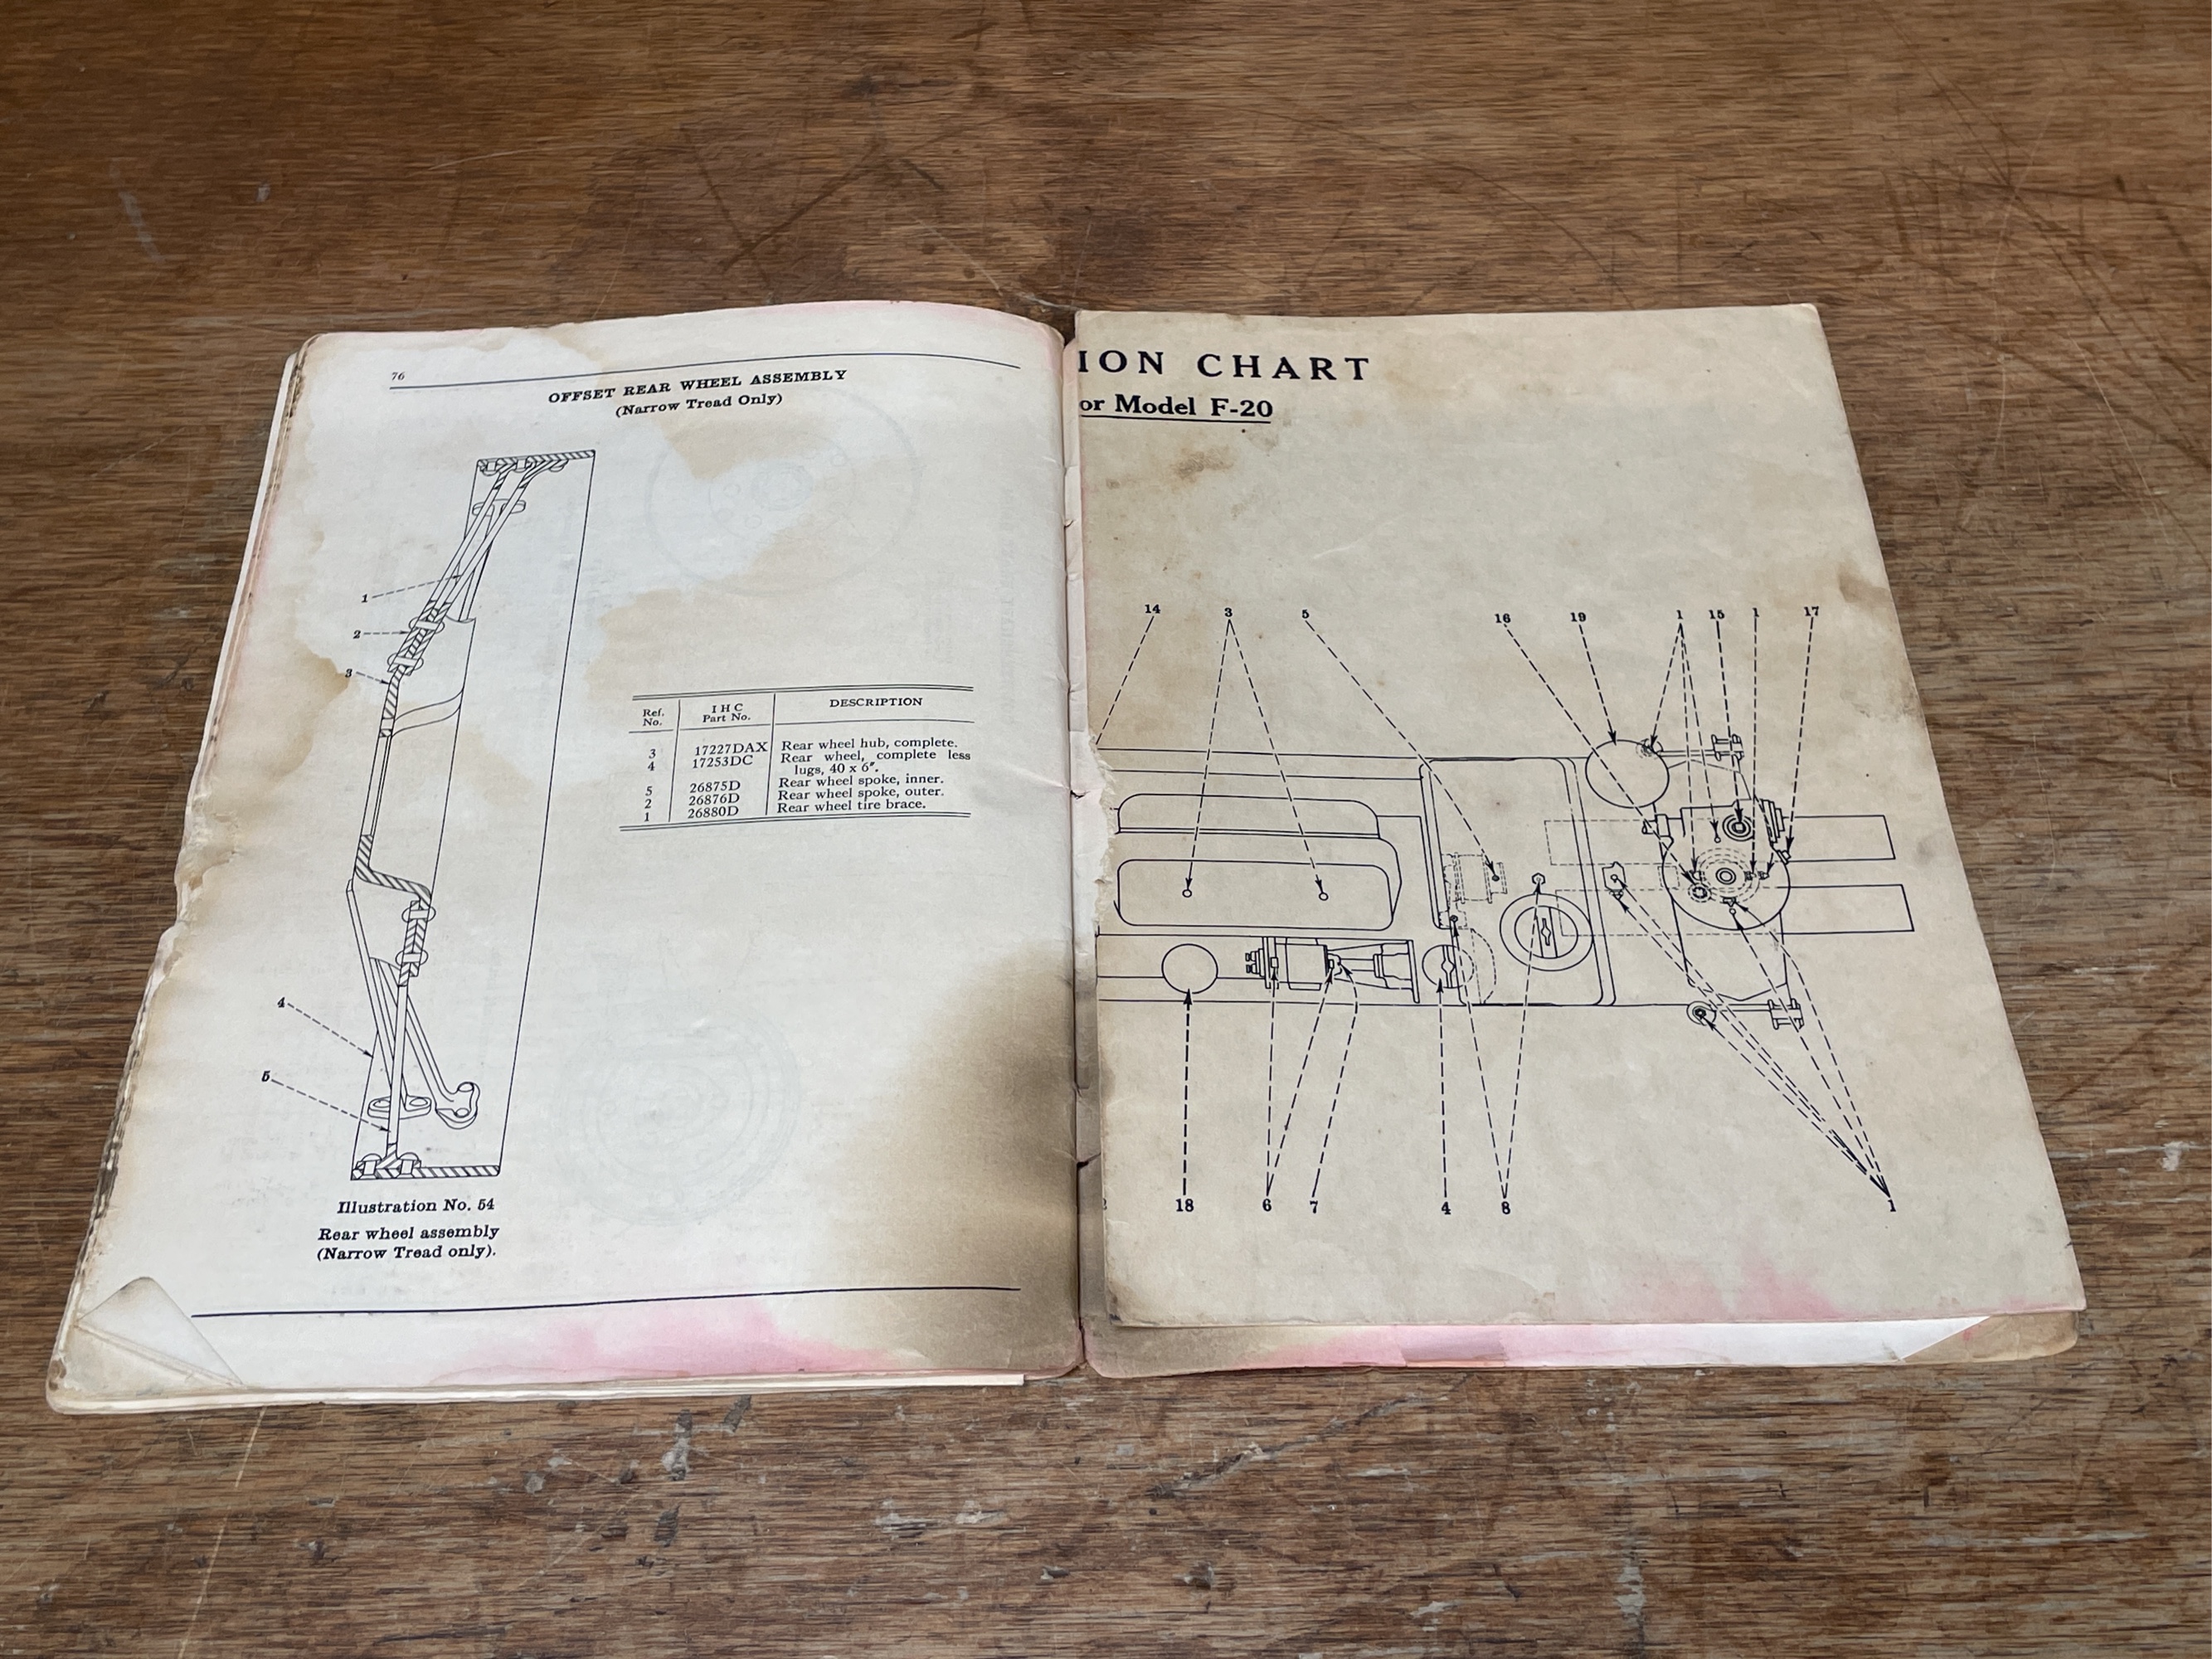 76
OFFSET REAR WHEEL ASSEMBLY
(Narrow Tread Only)
1
2
3
4
5
Ref. No. I H C Part No. DESCRIPTION
3 17227DAX Rear wheel hub, complete.
4 17253DC Rear wheel, complete less
lugs, 40 x 6".
5 26875D Rear wheel spoke, inner.
2 26876D Rear wheel spoke, outer.
1 26880D Rear wheel tire brace.
Illustration No. 54
Rear wheel assembly
(Narrow Tread only).
ION CHART
or Model F-20
14 3 5 16 19 1 15 1 17
18 6 7 4 8 1